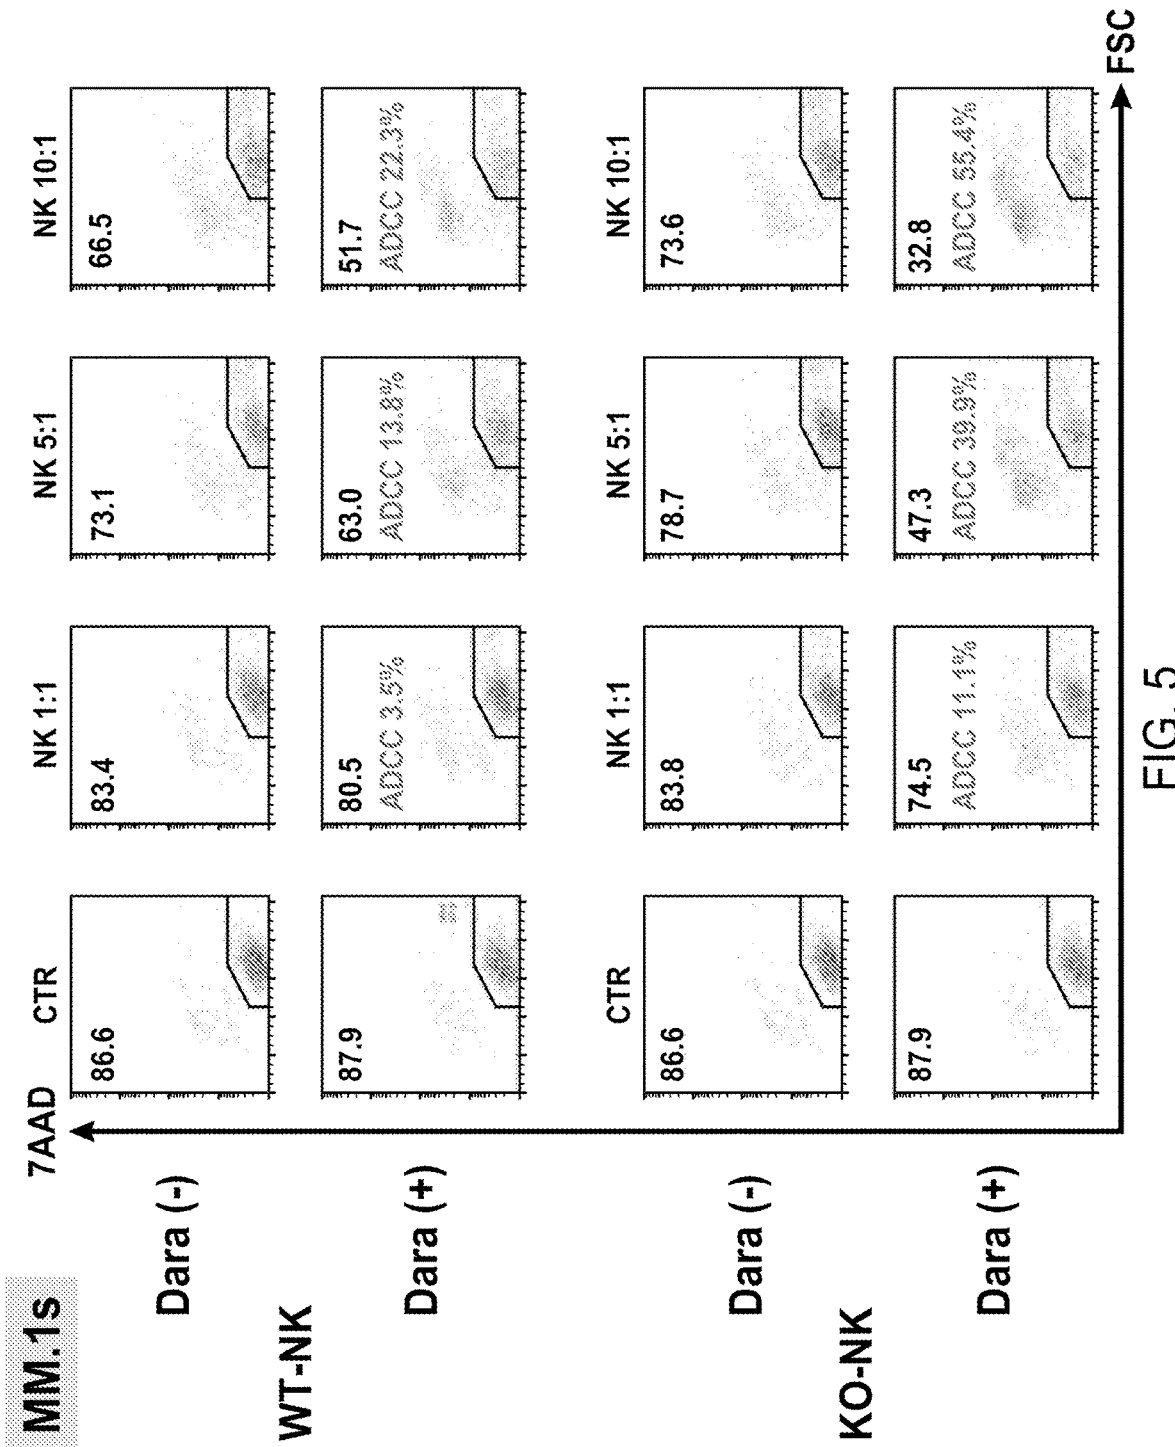 MM.1s
7AAD
CTR
NK 1:1
NK 5:1
NK 10:1
WT-NK
Dara (-)
86.6
83.4
73.1
66.5
Dara (+)
87.9
80.5
ADCC 3.5%
63.0
ADCC 13.8%
51.7
ADCC 22.3%
CTR
NK 1:1
NK 5:1
NK 10:1
KO-NK
Dara (-)
86.6
83.8
78.7
73.6
Dara (+)
87.9
74.5
ADCC 11.1%
47.3
ADCC 39.9%
32.8
ADCC 55.4%
FSC
FIG. 5